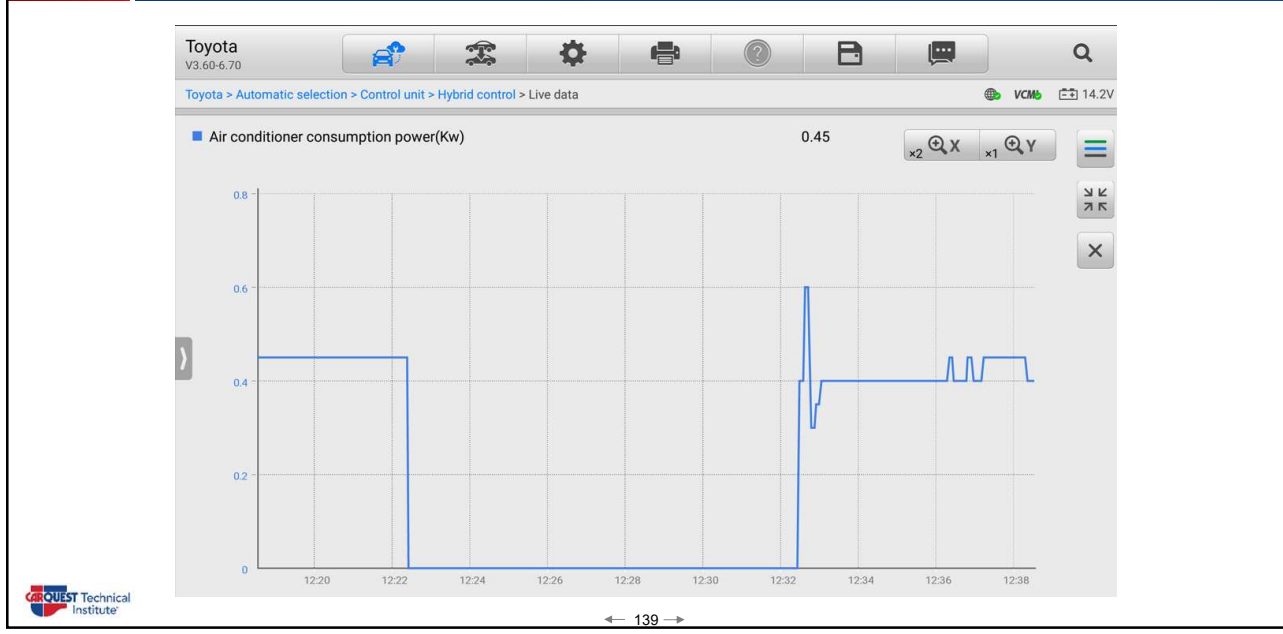 Toyota
V3.60-6.70
?
Toyota > Automatic selection > Control unit > Hybrid control > Live data
VCMI
14.2V
Air conditioner consumption power(Kw)
0.45
×2 X
×1 Y
0.8
0.6
0.4
0.2
0
12:20 12:22 12:24 12:26 12:28 12:30 12:32 12:34 12:36 12:38
CARQUEST Technical
Institute
139